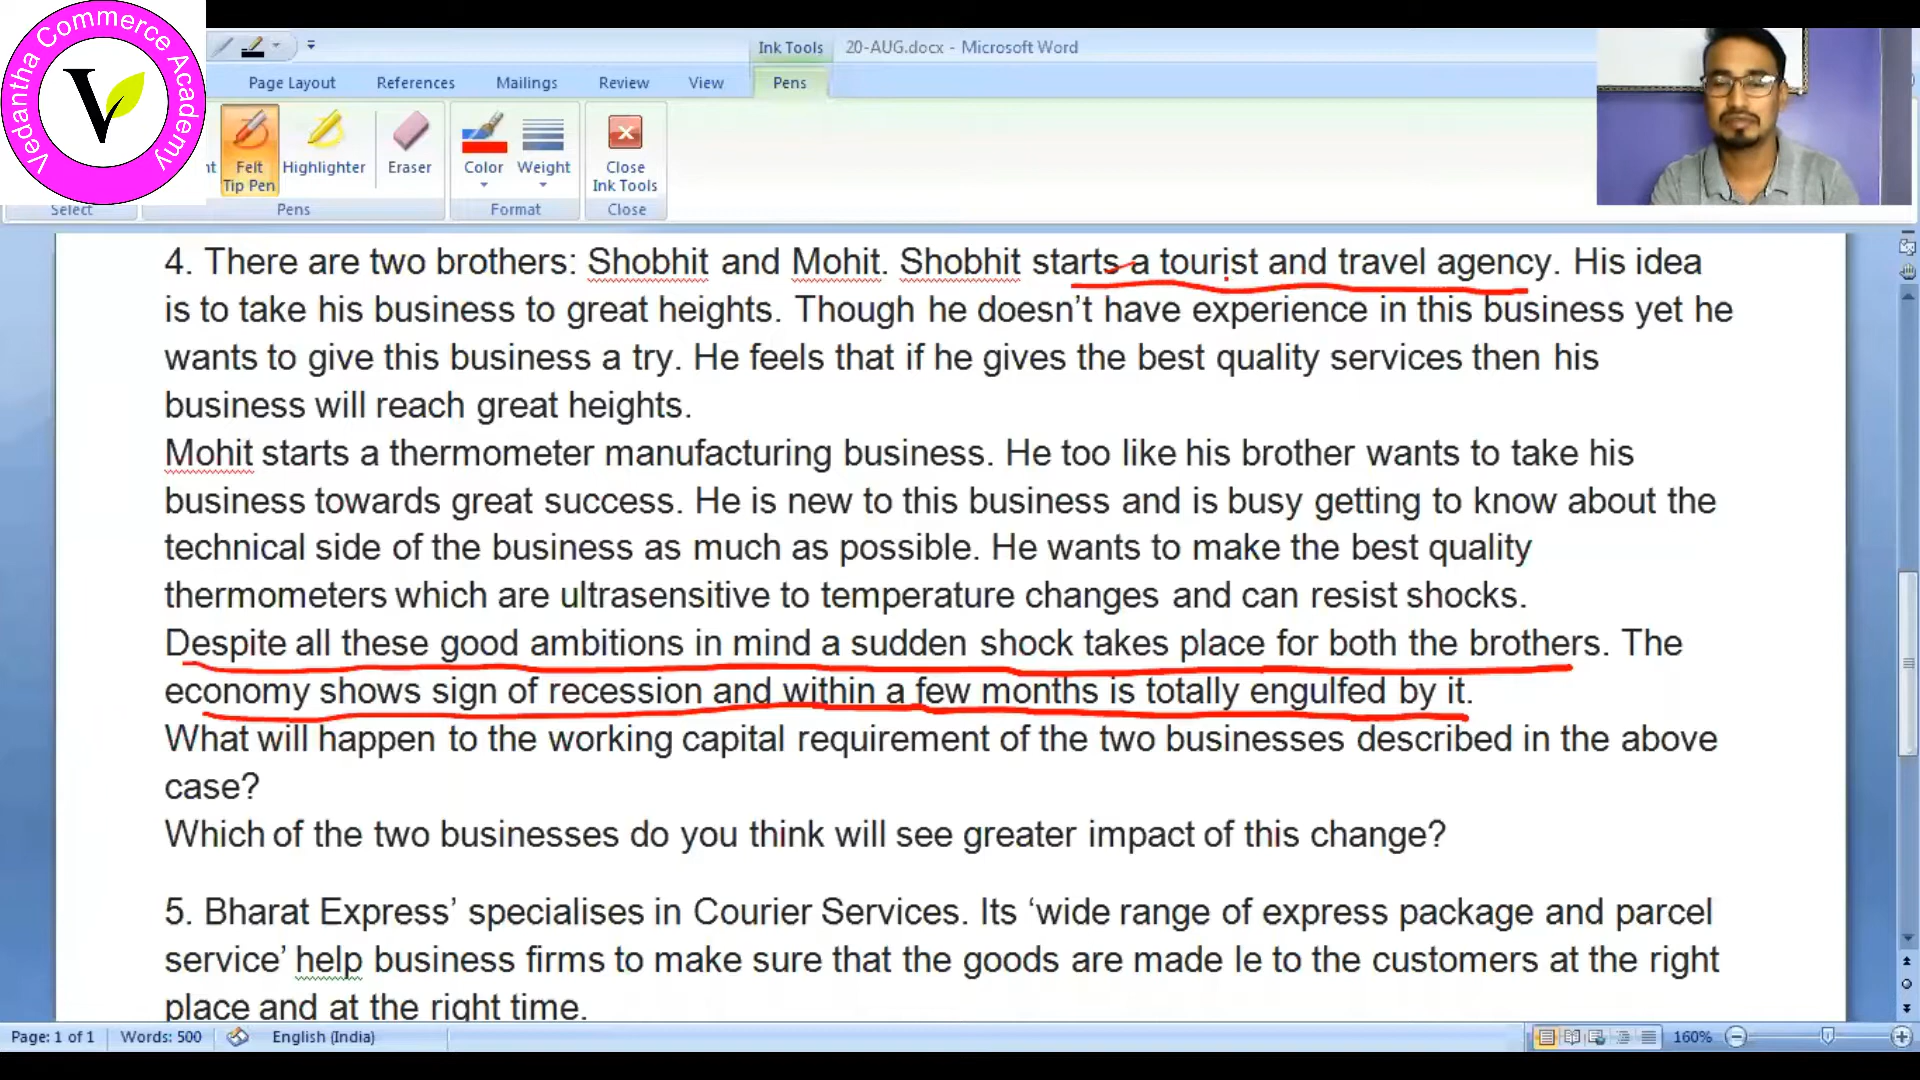 Vedantha Commerce Academy
V
Ink Tools
20-AUG.docx - Microsoft Word
Page Layout
References
Mailings
Review
View
Pens
Felt
Tip Pen
Highlighter
Eraser
Color
Weight
Close
Ink Tools
Select
Pens
Format
Close
4. There are two brothers: Shobhit and Mohit. Shobhit starts a tourist and travel agency. His idea
is to take his business to great heights. Though he doesn’t have experience in this business yet he
wants to give this business a try. He feels that if he gives the best quality services then his
business will reach great heights.
Mohit starts a thermometer manufacturing business. He too like his brother wants to take his
business towards great success. He is new to this business and is busy getting to know about the
technical side of the business as much as possible. He wants to make the best quality
thermometers which are ultrasensitive to temperature changes and can resist shocks.
Despite all these good ambitions in mind a sudden shock takes place for both the brothers. The
economy shows sign of recession and within a few months is totally engulfed by it.
What will happen to the working capital requirement of the two businesses described in the above
case?
Which of the two businesses do you think will see greater impact of this change?
5. Bharat Express’ specialises in Courier Services. Its ‘wide range of express package and parcel
service’ help business firms to make sure that the goods are made le to the customers at the right
place and at the right time.
Page: 1 of 1
Words: 500
English (India)
160%